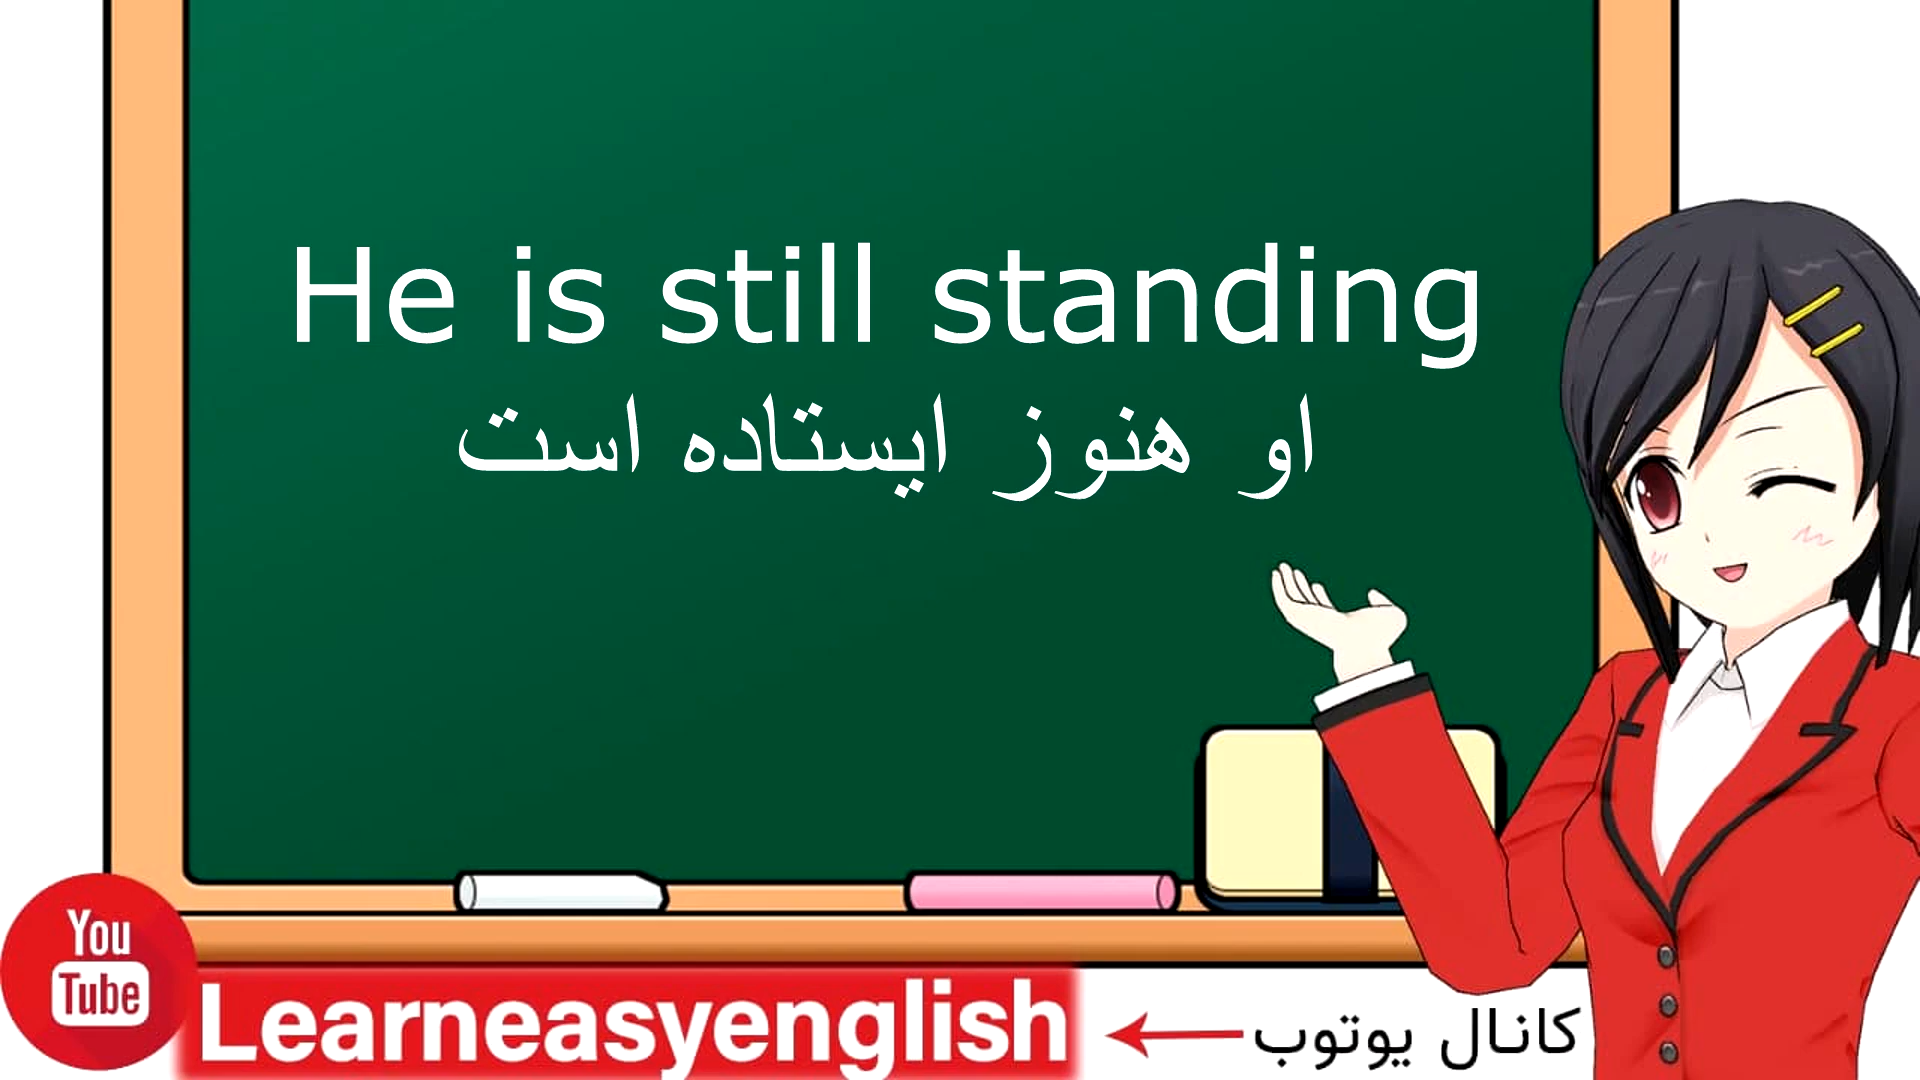 He is still standing
او هنوز ایستاده است
You
Tube
Learneasyenglish
کانال یوتوب